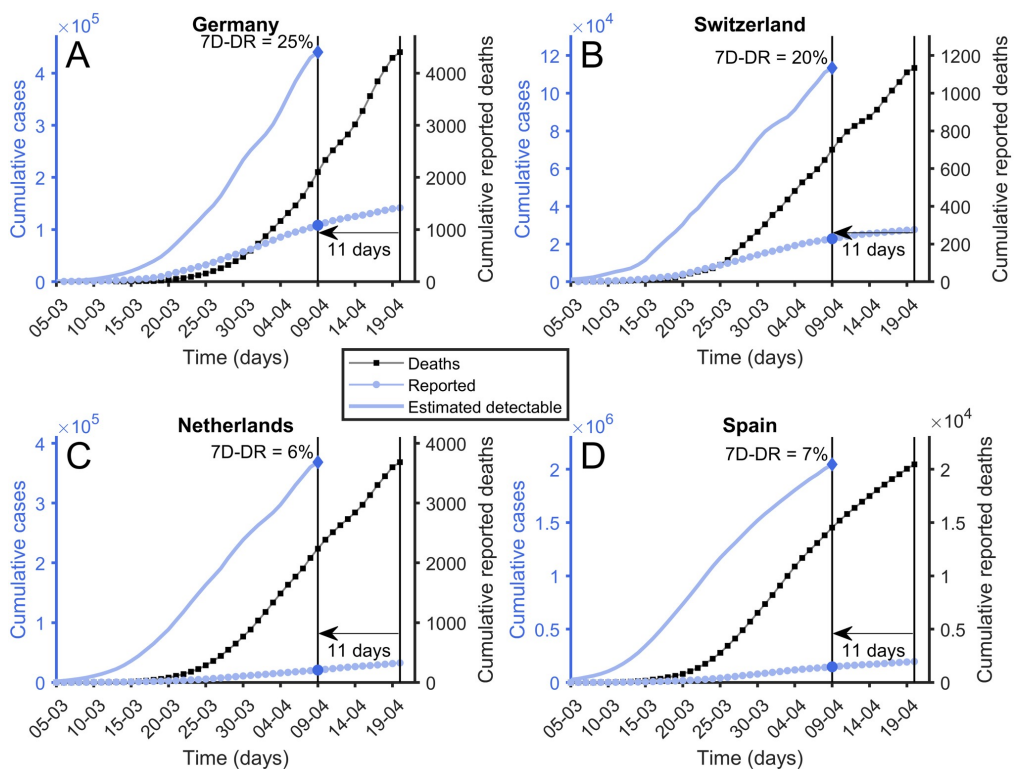 Germany
×10^5
A
7D-DR = 25%
Cumulative cases
4
3
2
1
0
4000
3000
2000
1000
0
Cumulative reported deaths
11 days
05-03
10-03
15-03
20-03
25-03
30-03
04-04
09-04
14-04
19-04
Time (days)
Switzerland
×10^4
B
7D-DR = 20%
Cumulative cases
12
10
8
6
4
2
0
1200
1000
800
600
400
200
0
Cumulative reported deaths
11 days
05-03
10-03
15-03
20-03
25-03
30-03
04-04
09-04
14-04
19-04
Time (days)
Deaths
Reported
Estimated detectable
Netherlands
×10^5
C
7D-DR = 6%
Cumulative cases
4
3
2
1
0
4000
3000
2000
1000
0
Cumulative reported deaths
11 days
05-03
10-03
15-03
20-03
25-03
30-03
04-04
09-04
14-04
19-04
Time (days)
Spain
×10^6
×10^4
D
7D-DR = 7%
Cumulative cases
2
1.5
1
0.5
0
2
1.5
1
0.5
0
Cumulative reported deaths
11 days
05-03
10-03
15-03
20-03
25-03
30-03
04-04
09-04
14-04
19-04
Time (days)